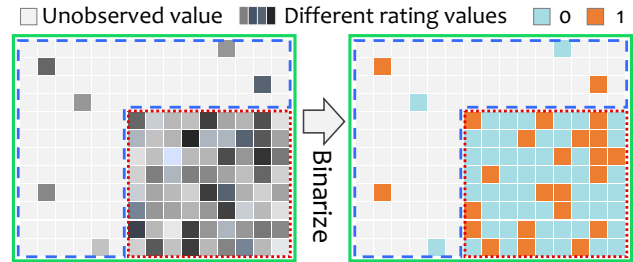 Unobserved value Different rating values 0 1
Binarize